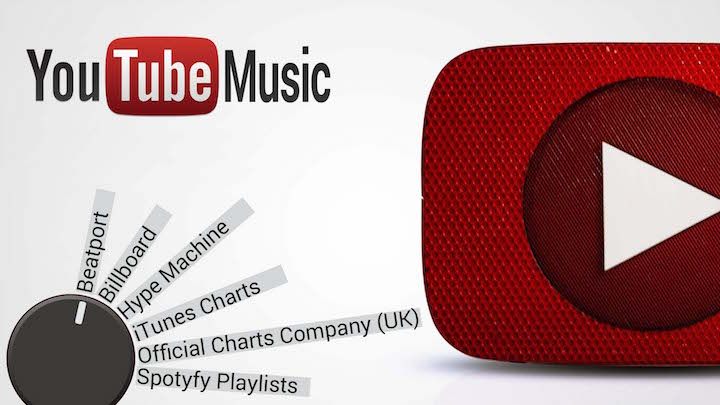 YouTube Music
Beatport
Billboard
Hype Machine
iTunes Charts
Official Charts Company (UK)
Spotyfy Playlists